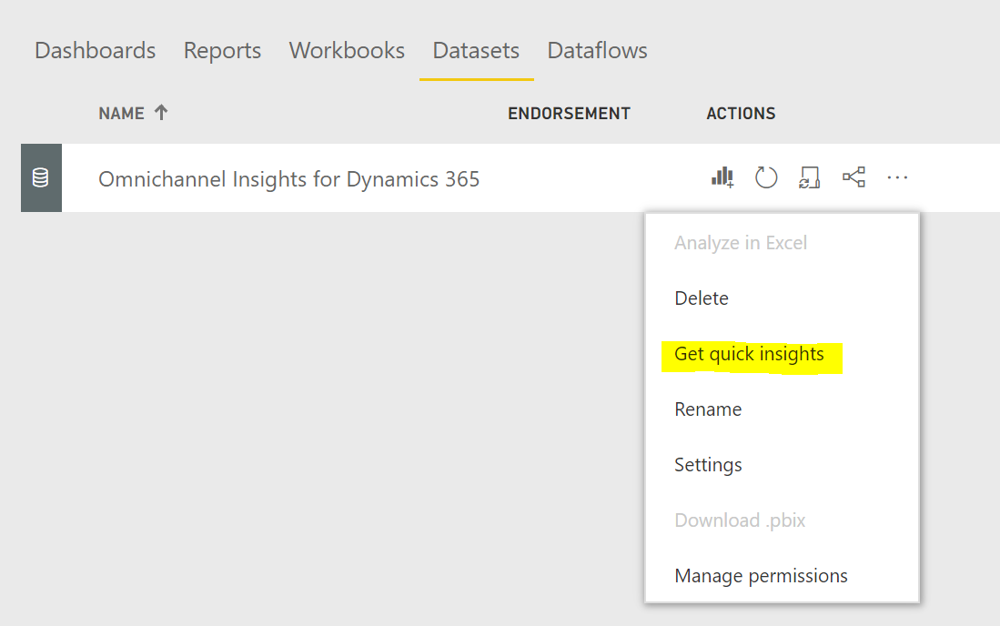 Dashboards Reports Workbooks Datasets Dataflows
NAME ENDORSEMENT ACTIONS
Omnichannel Insights for Dynamics 365
Analyze in Excel
Delete
Get quick insights
Rename
Settings
Download .pbix
Manage permissions